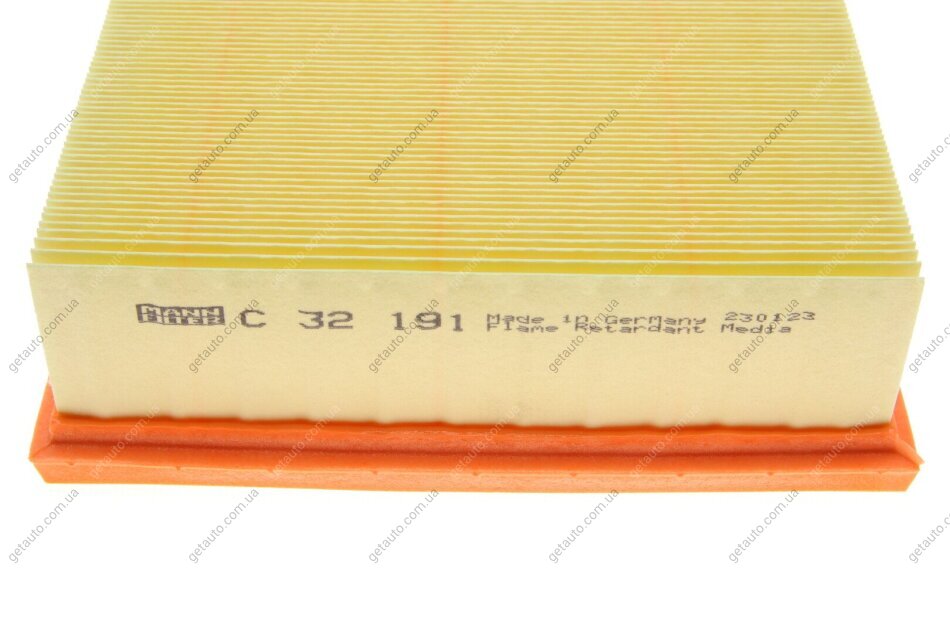 MANN
FILTER
C 32 191
Made in Germany 230123
Flame Retardant Media
getauto.com.ua